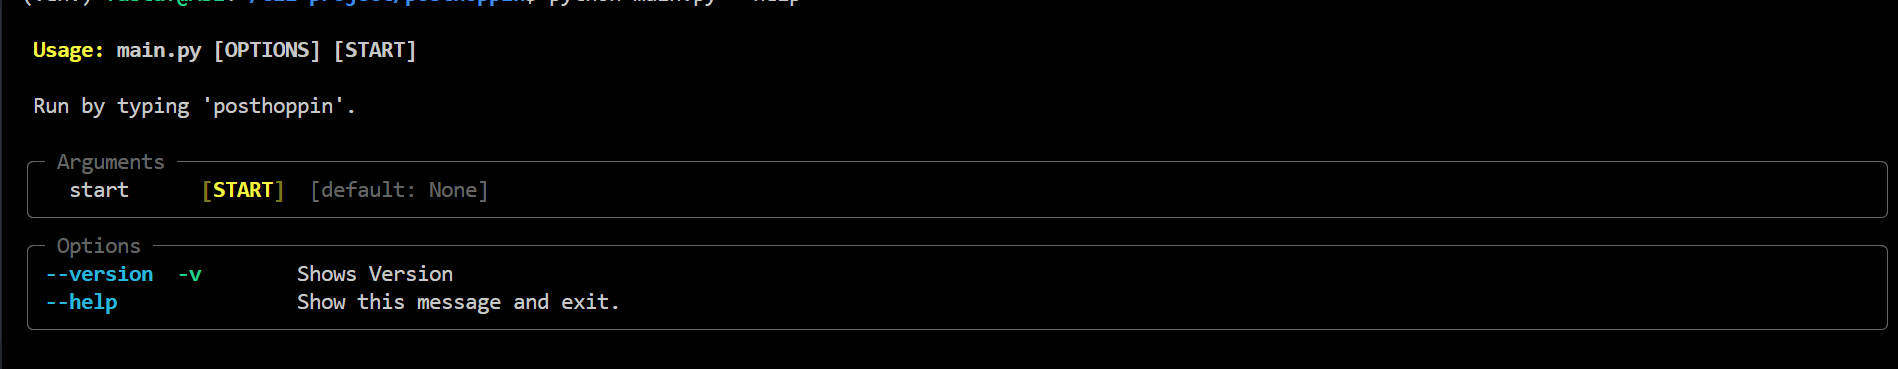 Usage: main.py [OPTIONS] [START]
Run by typing 'posthoppin'.
Arguments
start [START] [default: None]
Options
--version -v Shows Version
--help Show this message and exit.